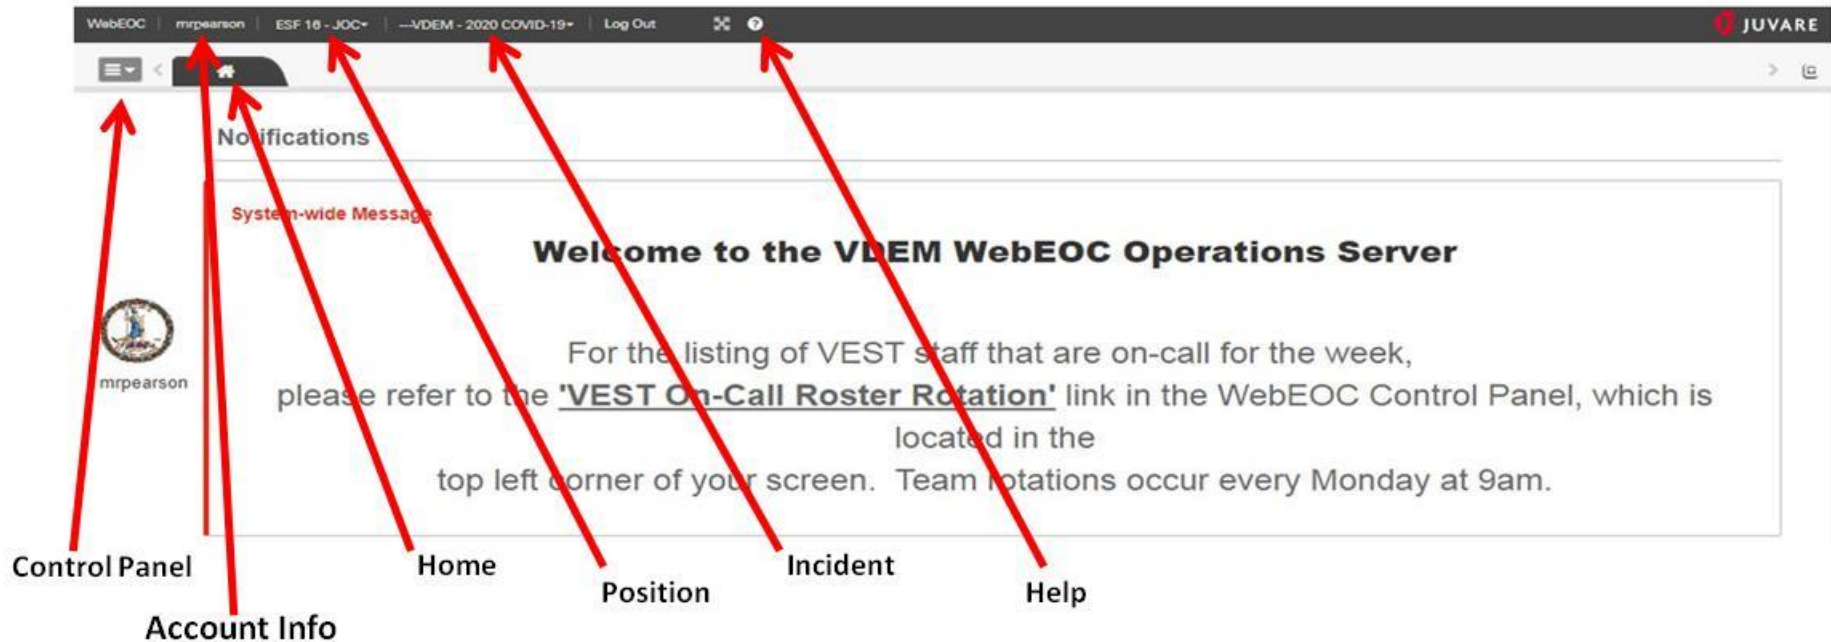 WebEOC | mrpearson | ESF 16 - JOC | ---VDEM - 2020 COVID-19 | Log Out ? JUVARE
Notifications
System-wide Message
Welcome to the VDEM WebEOC Operations Server
For the listing of VEST staff that are on-call for the week,
mrpearson
please refer to the 'VEST On-Call Roster Rotation' link in the WebEOC Control Panel, which is
located in the
top left corner of your screen. Team rotations occur every Monday at 9am.
Control Panel
Home
Incident
Position
Help
Account Info